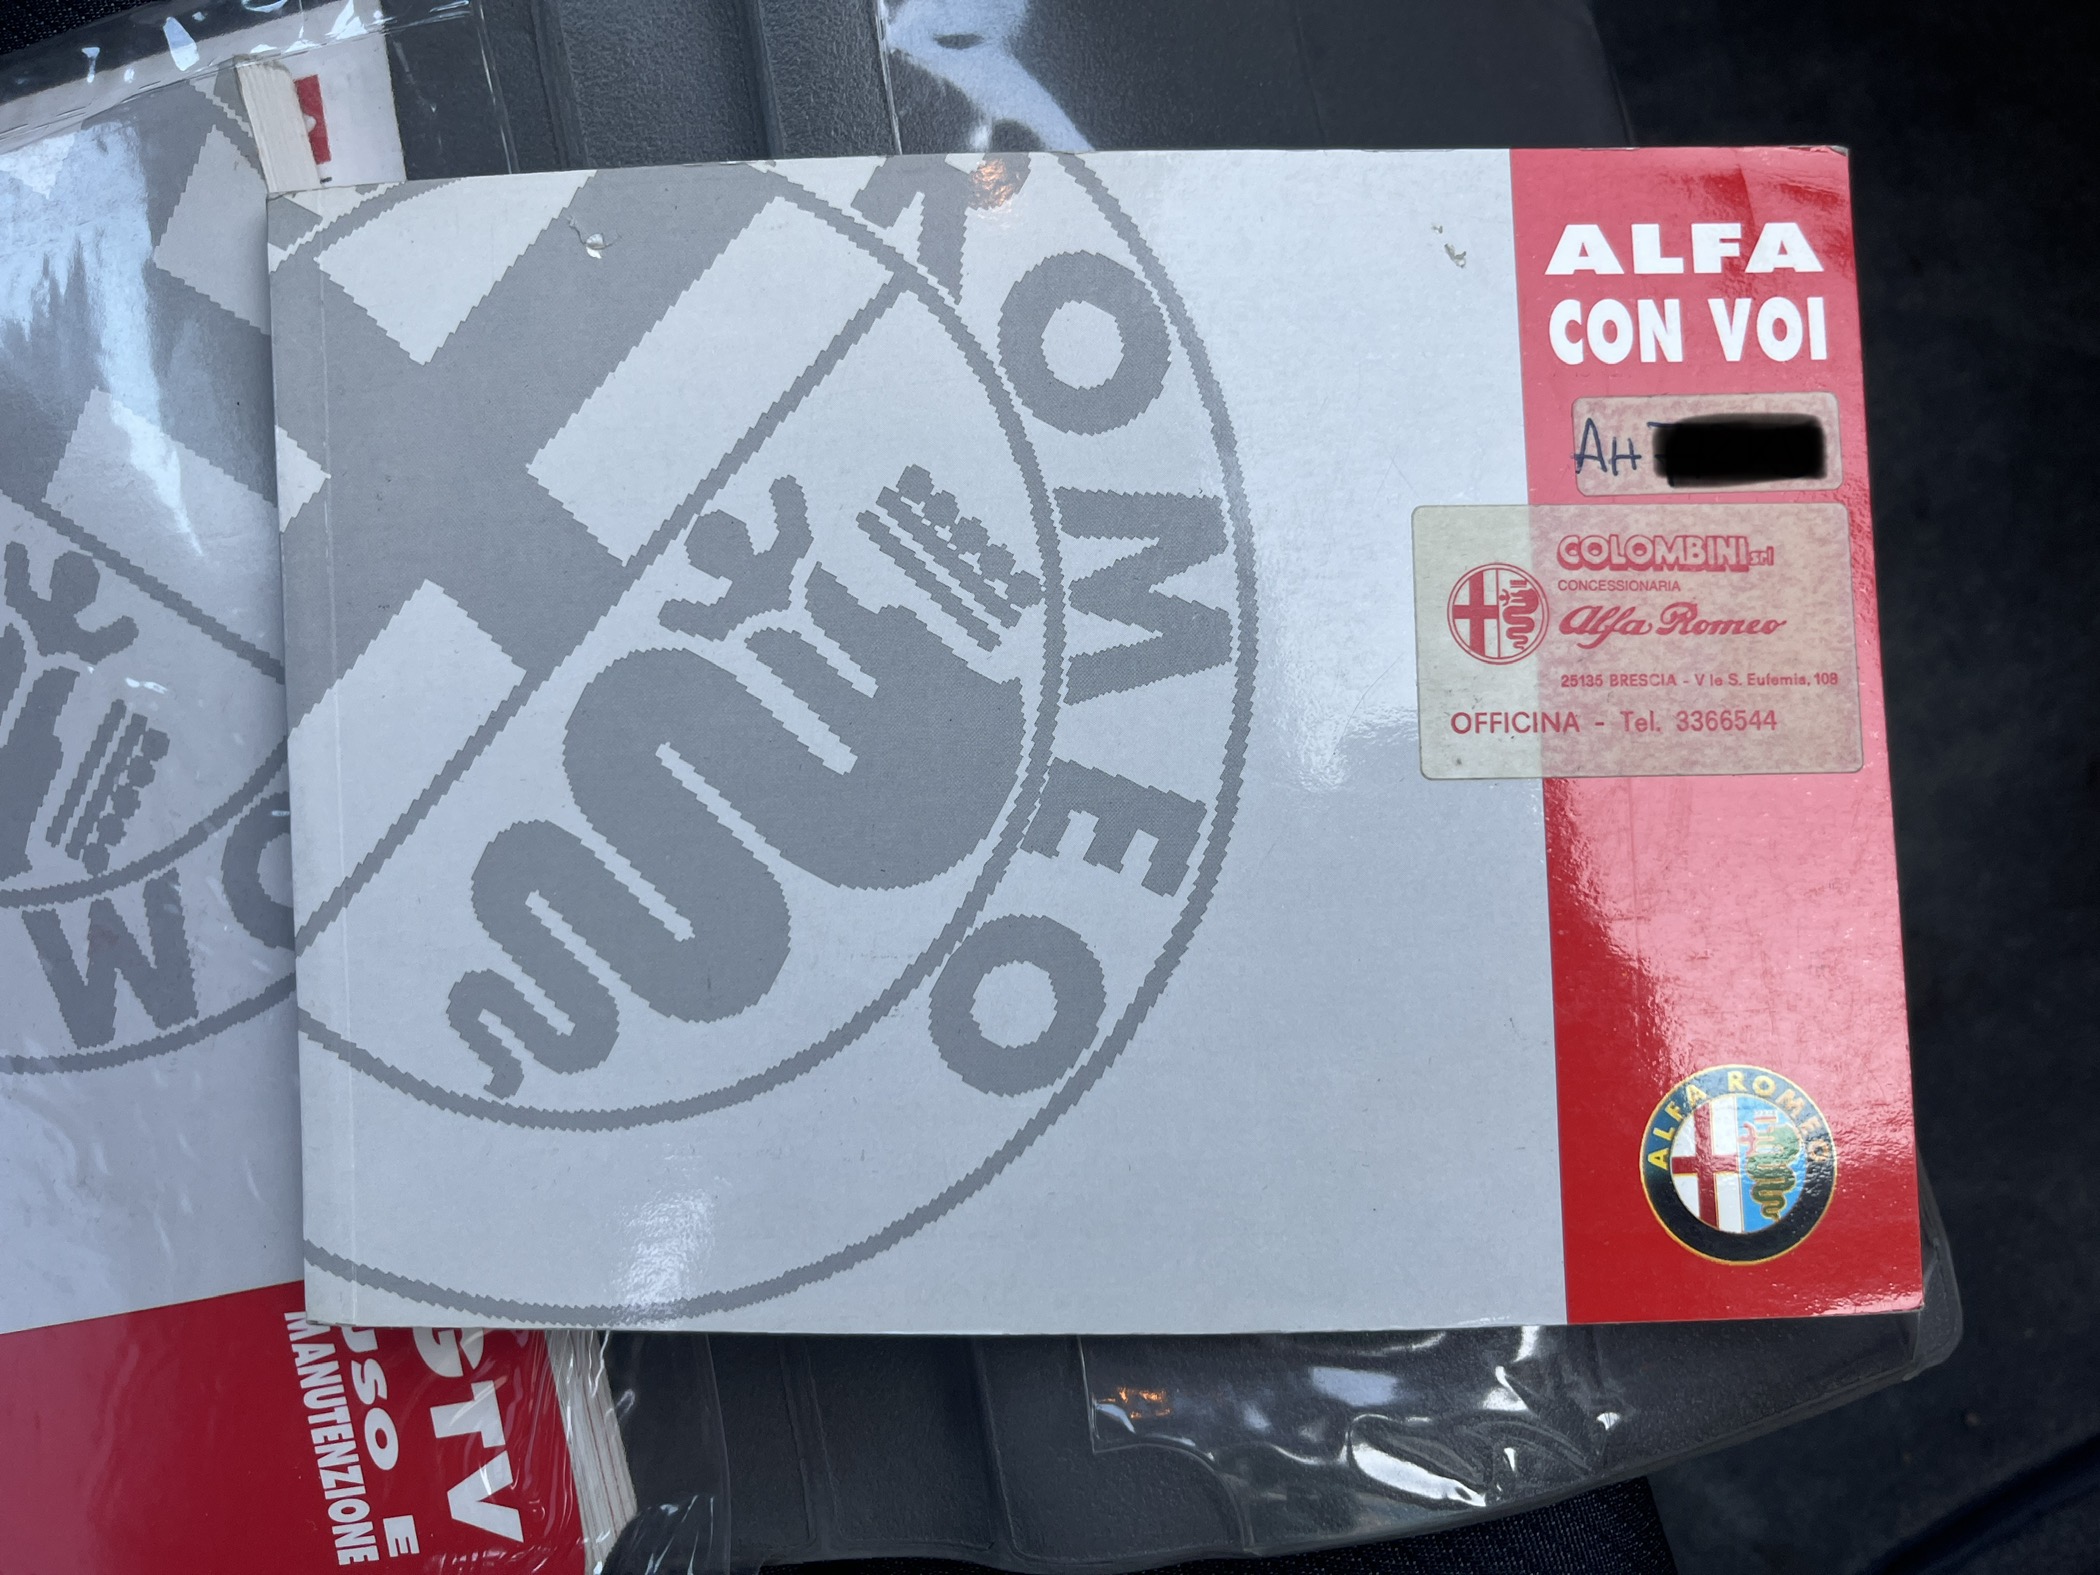 ALFA
CON VOI
AH
COLOMBINI srl
CONCESSIONARIA
Alfa Romeo
25135 BRESCIA - V le S. Eufemia, 108
OFFICINA - Tel. 3366544
ALFA ROMEO
ROMEO
GTV
USO E
MANUTENZIONE